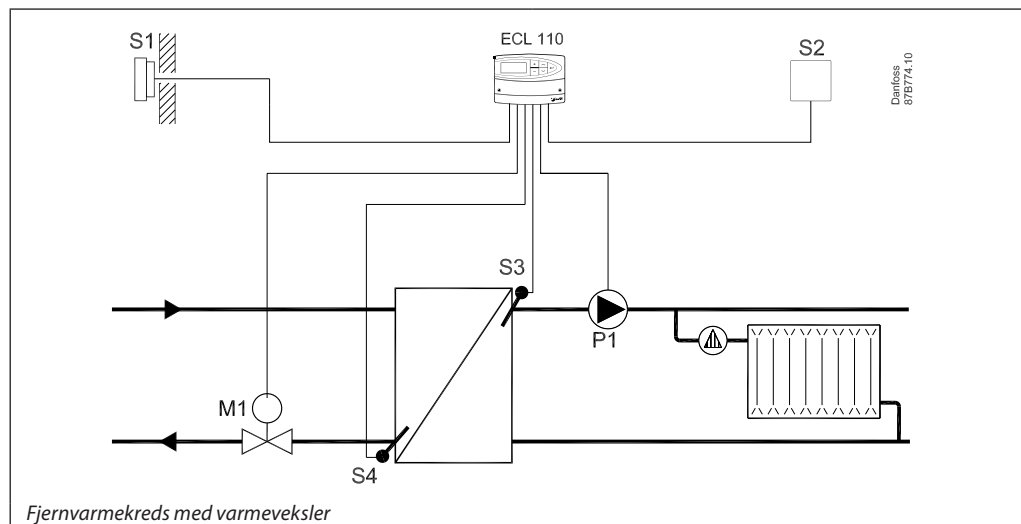 S1
ECL 110
S2
Danfoss
87B774.10
S3
P1
M1
S4
Fjernvarmekreds med varmeveksler